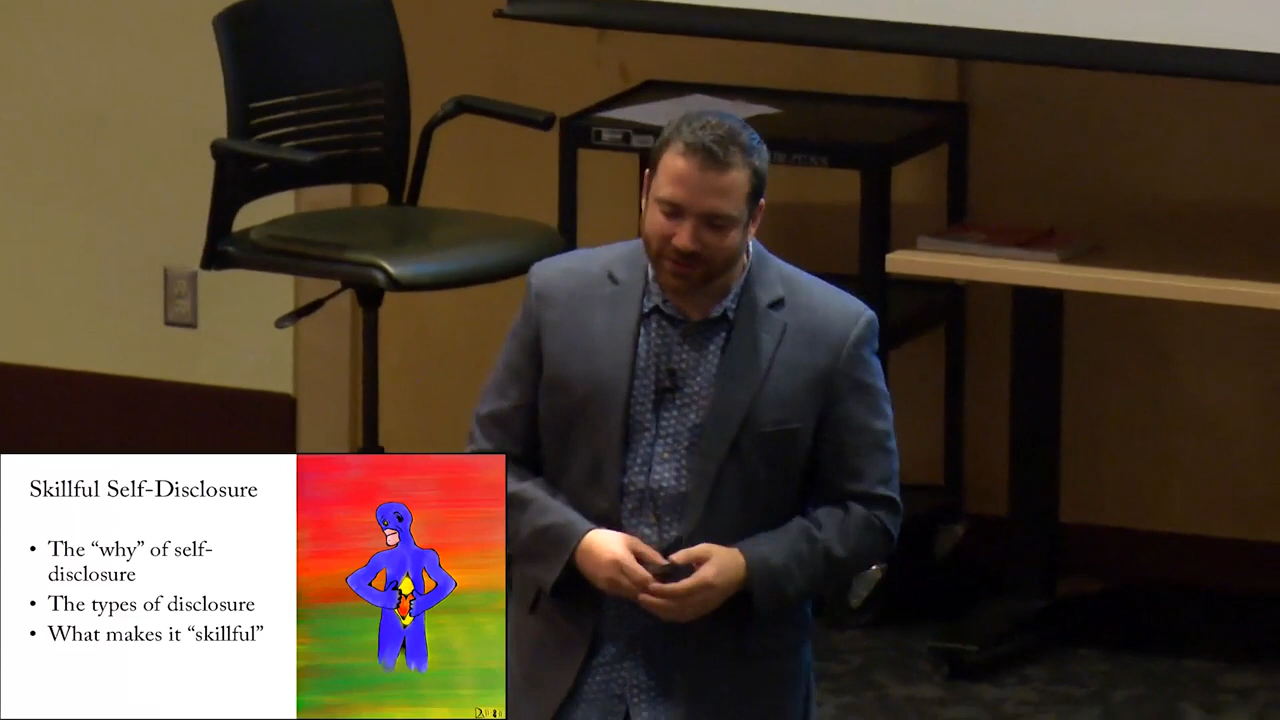 Skillful Self-Disclosure
• The “why” of self-
disclosure
• The types of disclosure
• What makes it “skillful”